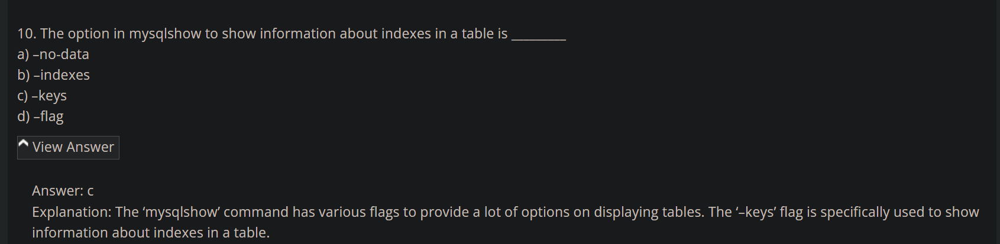 10. The option in mysqlshow to show information about indexes in a table is _________
a) –no-data
b) –indexes
c) –keys
d) –flag
View Answer
Answer: c
Explanation: The ‘mysqlshow’ command has various flags to provide a lot of options on displaying tables. The ‘–keys’ flag is specifically used to show
information about indexes in a table.